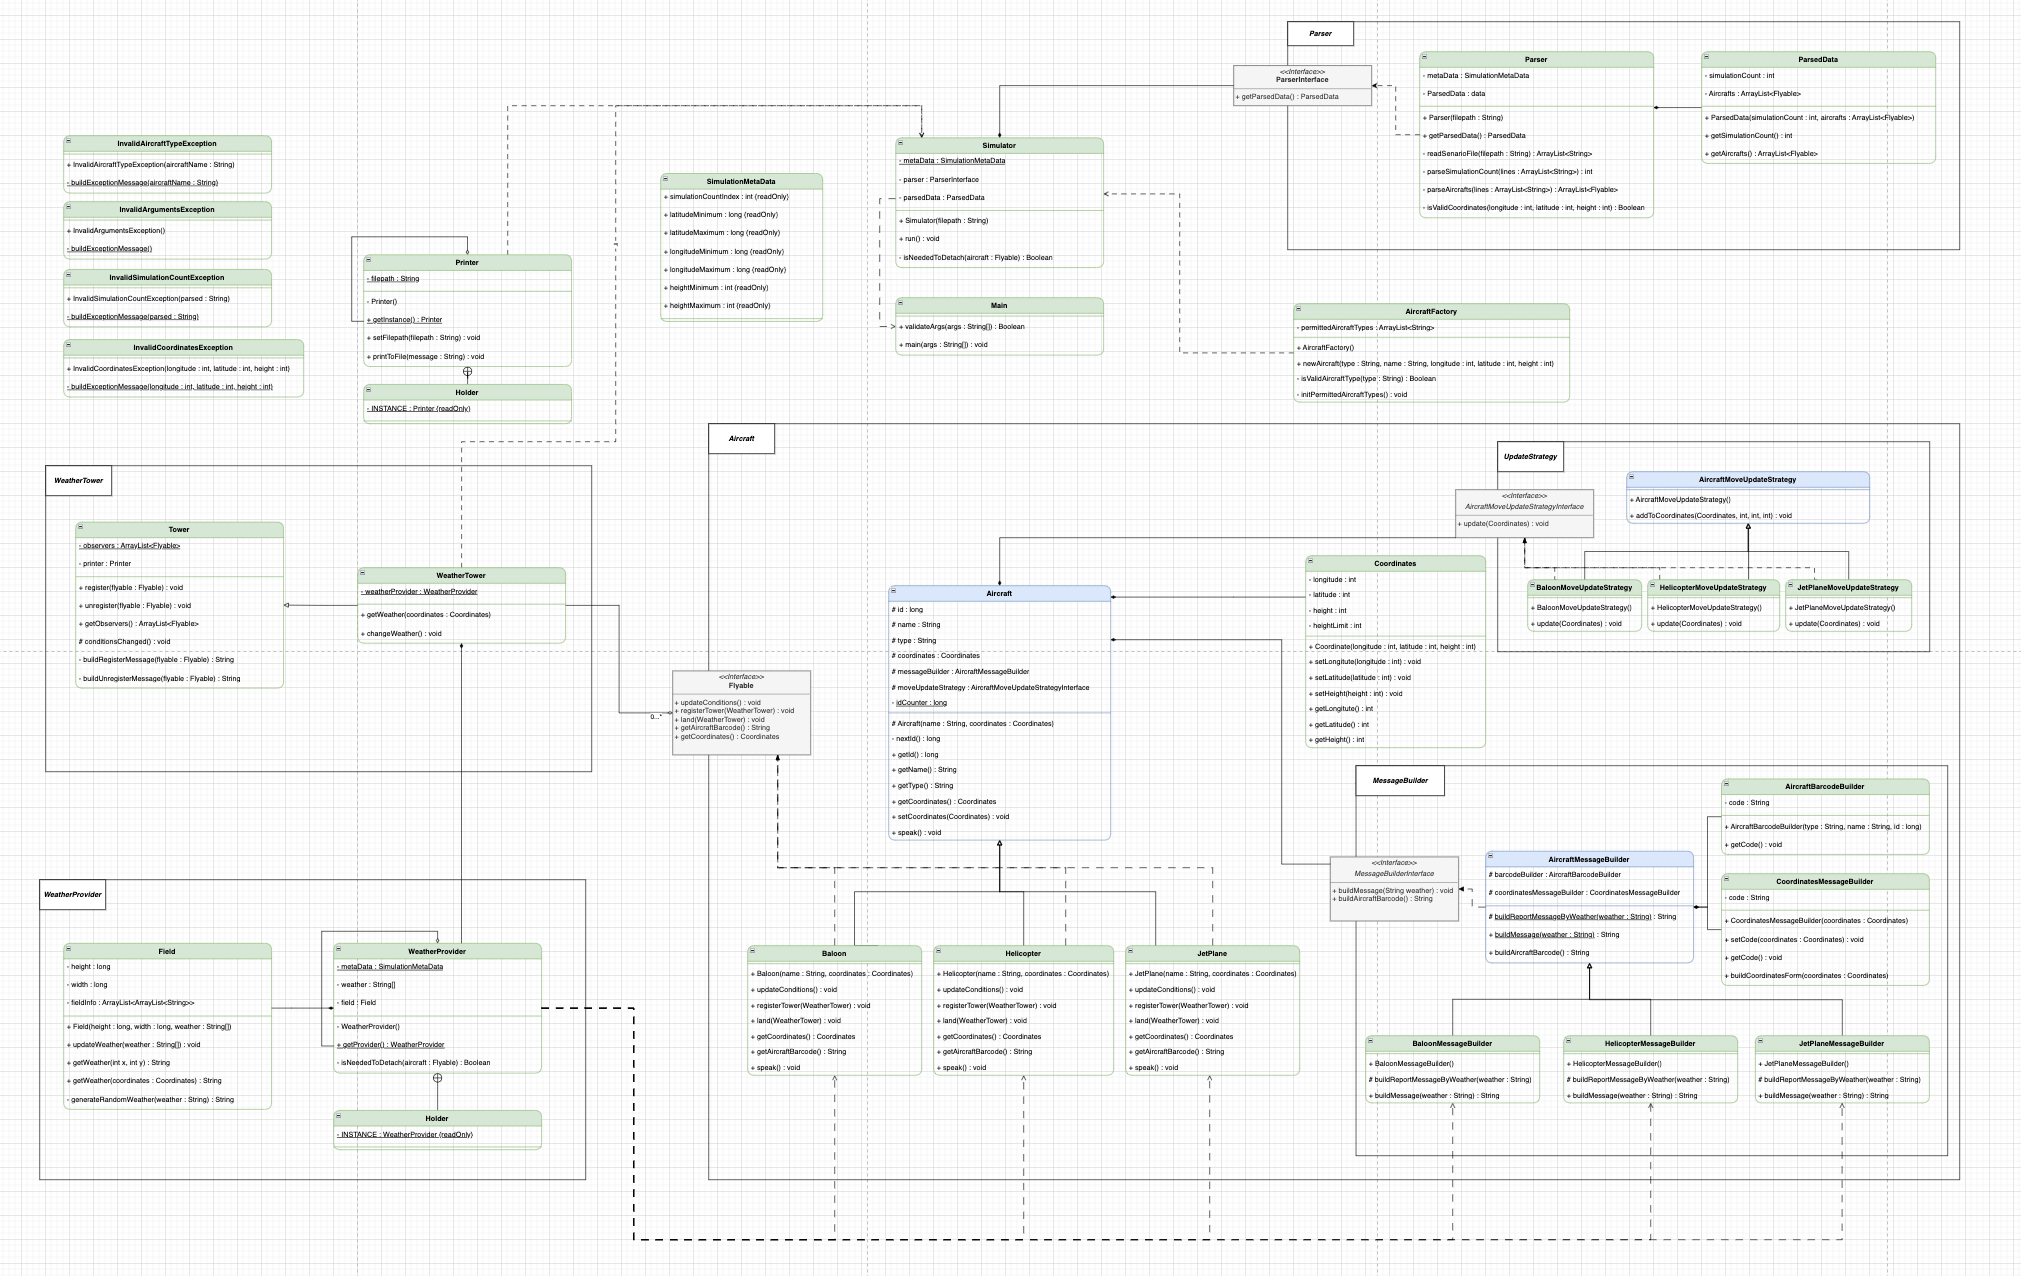 Parser
<<Interface>>
ParserInterface
+ getParsedData() : ParsedData
Parser
- metaData : SimulationMetaData
- ParsedData : data
+ Parser(filepath : String)
+ getParsedData() : ParsedData
- readSenarioFile(filepath : String) : ArrayList<String>
- parseSimulationCount(lines : ArrayList<String>) : int
- parseAircrafts(lines : ArrayList<String>) : ArrayList<Flyable>
- isValidCoordinates(longitude : int, latitude : int, height : int) : Boolean
ParsedData
- simulationCount : int
- Aircrafts : ArrayList<Flyable>
+ ParsedData(simulationCount : int, aircrafts : ArrayList<Flyable>)
+ getSimulationCount() : int
+ getAircrafts() : ArrayList<Flyable>
InvalidAircraftTypeException
+ InvalidAircraftTypeException(aircraftName : String)
- buildExceptionMessage(aircraftName : String)
InvalidArgumentsException
+ InvalidArgumentsException()
- buildExceptionMessage()
InvalidSimulationCountException
+ InvalidSimulationCountException(parsed : String)
- buildExceptionMessage(parsed : String)
InvalidCoordinatesException
+ InvalidCoordinatesException(longitude : int, latitude : int, height : int)
- buildExceptionMessage(longitude : int, latitude : int, height : int)
Printer
- filepath : String
- Printer()
+ getInstance() : Printer
+ setFilepath(filepath : String) : void
+ printToFile(message : String) : void
Holder
- INSTANCE : Printer {readOnly}
SimulationMetaData
+ simulationCountIndex : int {readOnly}
+ latitudeMinimum : long {readOnly}
+ latitudeMaximum : long {readOnly}
+ longitudeMinimum : long {readOnly}
+ longitudeMaximum : long {readOnly}
+ heightMinimum : int {readOnly}
+ heightMaximum : int {readOnly}
Simulator
- metaData : SimulationMetaData
- parser : ParserInterface
- parsedData : ParsedData
+ Simulator(filepath : String)
+ run() : void
- isNeededToDetach(aircraft : Flyable) : Boolean
Main
+ validateArgs(args : String[]) : Boolean
+ main(args : String[]) : void
AircraftFactory
- permittedAircraftTypes : ArrayList<String>
+ AircraftFactory()
+ newAircraft(type : String, name : String, longitude : int, latitude : int, height : int)
- isValidAircraftType(type : String) : Boolean
- initPermittedAircraftTypes() : void
WeatherTower
Tower
- observers : ArrayList<Flyable>
- printer : Printer
+ register(flyable : Flyable) : void
+ unregister(flyable : Flyable) : void
+ getObservers() : ArrayList<Flyable>
# conditionsChanged() : void
- buildRegisterMessage(flyable : Flyable) : String
- buildUnregisterMessage(flyable : Flyable) : String
WeatherTower
- weatherProvider : WeatherProvider
+ getWeather(coordinates : Coordinates)
+ changeWeather() : void
0...*
Aircraft
<<Interface>>
Flyable
+ updateConditions() : void
+ registerTower(WeatherTower) : void
+ land(WeatherTower) : void
+ getAircraftBarcode() : String
+ getCoordinates() : Coordinates
Aircraft
# id : long
# name : String
# type : String
# coordinates : Coordinates
# messageBuilder : AircraftMessageBuilder
# moveUpdateStrategy : AircraftMoveUpdateStrategyInterface
- idCounter : long
# Aircraft(name : String, coordinates : Coordinates)
- nextId() : long
+ getId() : long
+ getName() : String
+ getType() : String
+ getCoordinates() : Coordinates
+ setCoordinates(Coordinates) : void
+ speak() : void
UpdateStrategy
<<Interface>>
AircraftMoveUpdateStrategyInterface
+ update(Coordinates) : void
AircraftMoveUpdateStrategy
+ AircraftMoveUpdateStrategy()
+ addToCoordinates(Coordinates, int, int, int) : void
BaloonMoveUpdateStrategy
+ BaloonMoveUpdateStrategy()
+ update(Coordinates) : void
HelicopterMoveUpdateStrategy
+ HelicopterMoveUpdateStrategy()
+ update(Coordinates) : void
JetPlaneMoveUpdateStrategy
+ JetPlaneMoveUpdateStrategy()
+ update(Coordinates) : void
Coordinates
- longitude : int
- latitude : int
- height : int
- heightLimit : int
+ Coordinate(longitude : int, latitude : int, height : int)
+ setLongitute(longitude : int) : void
+ setLatitude(latitude : int) : void
+ setHeight(height : int) : void
+ getLongitute() : int
+ getLatitude() : int
+ getHeight() : int
MessageBuilder
<<Interface>>
MessageBuilderInterface
+ buildMessage(String weather) : void
+ buildAircraftBarcode() : String
AircraftMessageBuilder
# barcodeBuilder : AircraftBarcodeBuilder
# coordinatesMessageBuilder : CoordinatesMessageBuilder
# buildReportMessageByWeather(weather : String) : String
+ buildMessage(weather : String) : String
+ buildAircraftBarcode() : String
AircraftBarcodeBuilder
- code : String
+ AircraftBarcodeBuilder(type : String, name : String, id : long)
+ getCode() : void
CoordinatesMessageBuilder
- code : String
+ CoordinatesMessageBuilder(coordinates : Coordinates)
+ setCode(coordinates : Coordinates) : void
+ getCode() : void
+ buildCoordinatesForm(coordinates : Coordinates)
BaloonMessageBuilder
+ BaloonMessageBuilder()
# buildReportMessageByWeather(weather : String)
+ buildMessage(weather : String) : String
HelicopterMessageBuilder
+ HelicopterMessageBuilder()
# buildReportMessageByWeather(weather : String)
+ buildMessage(weather : String) : String
JetPlaneMessageBuilder
+ JetPlaneMessageBuilder()
# buildReportMessageByWeather(weather : String)
+ buildMessage(weather : String) : String
Baloon
+ Baloon(name : String, coordinates : Coordinates)
+ updateConditions() : void
+ registerTower(WeatherTower) : void
+ land(WeatherTower) : void
+ getCoordinates() : Coordinates
+ getAircraftBarcode() : String
+ speak() : void
Helicopter
+ Helicopter(name : String, coordinates : Coordinates)
+ updateConditions() : void
+ registerTower(WeatherTower) : void
+ land(WeatherTower) : void
+ getCoordinates() : Coordinates
+ getAircraftBarcode() : String
+ speak() : void
JetPlane
+ JetPlane(name : String, coordinates : Coordinates)
+ updateConditions() : void
+ registerTower(WeatherTower) : void
+ land(WeatherTower) : void
+ getCoordinates() : Coordinates
+ getAircraftBarcode() : String
+ speak() : void
WeatherProvider
Field
- height : long
- width : long
- fieldInfo : ArrayList<ArrayList<String>>
+ Field(height : long, width : long, weather : String[])
+ updateWeather(weather : String[]) : void
+ getWeather(int x, int y) : String
+ getWeather(coordinates : Coordinates) : String
- generateRandomWeather(weather : String) : String
WeatherProvider
- metaData : SimulationMetaData
- weather : String[]
- field : Field
- WeatherProvider()
+ getProvider() : WeatherProvider
- isNeededToDetach(aircraft : Flyable) : Boolean
Holder
- INSTANCE : WeatherProvider {readOnly}